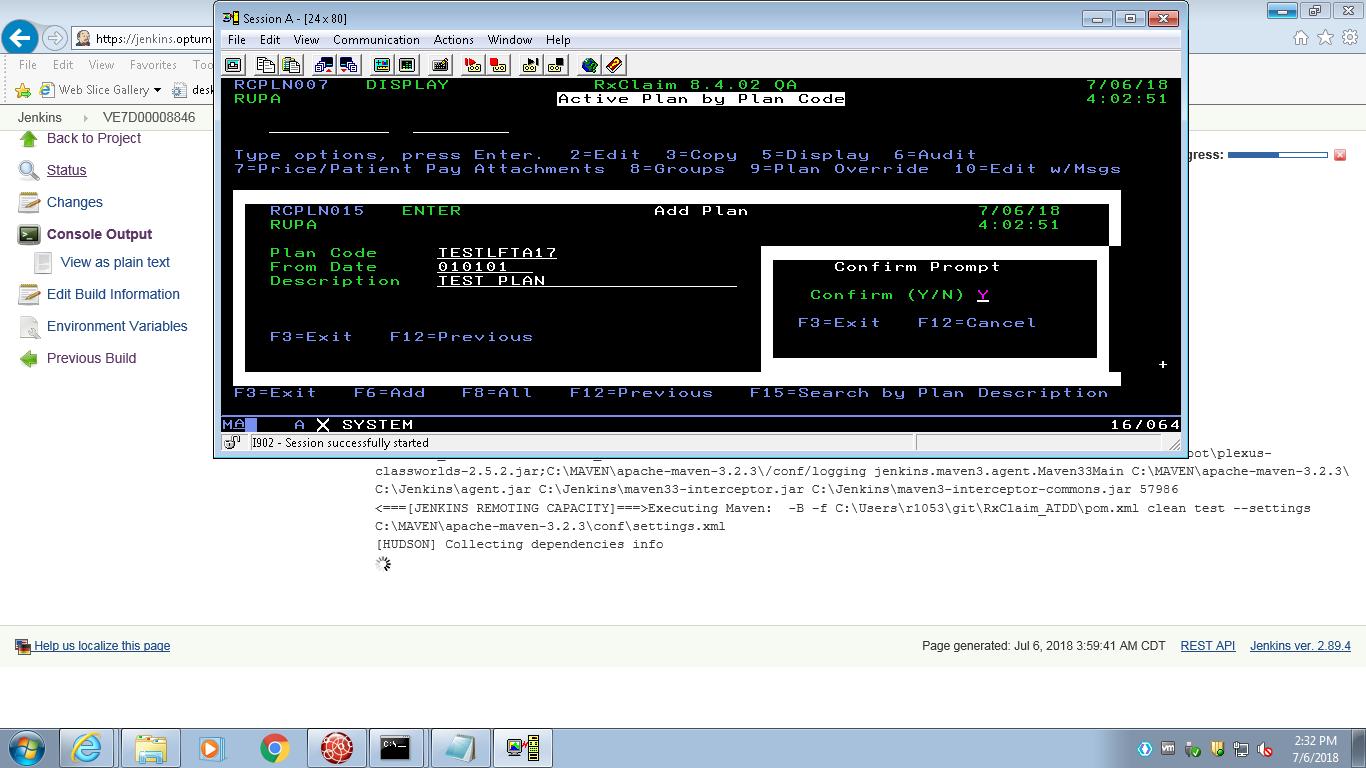 Session A - [24 x 80]
File Edit View Communication Actions Window Help
https://jenkins.optum
File Edit View Favorites Too
Web Slice Gallery
Jenkins VE7D00008846
Back to Project
Status
Changes
Console Output
View as plain text
Edit Build Information
Environment Variables
Previous Build
RCPLN007 DISPLAY RxClaim 8.4.02 QA 7/06/18
RUPA Active Plan by Plan Code 4:02:51
Type options, press Enter. 2=Edit 3=Copy 5=Display 6=Audit
7=Price/Patient Pay Attachments 8=Groups 9=Plan Override 10=Edit w/Msgs
RCPLN015 ENTER Add Plan 7/06/18
RUPA 4:02:51
Plan Code TESTLFTA17
From Date 010101
Description TEST PLAN
Confirm Prompt
Confirm (Y/N) Y
F3=Exit F12=Cancel
F3=Exit F12=Previous
+
F3=Exit F6=Add F8=All F12=Previous F15=Search by Plan Description
MA A X SYSTEM 16/064
I902 - Session successfully started
gress:
oot\plexus-
classworlds-2.5.2.jar;C:\MAVEN\apache-maven-3.2.3\/conf/logging jenkins.maven3.agent.Maven33Main C:\MAVEN\apache-maven-3.2.3\
C:\Jenkins\agent.jar C:\Jenkins\maven33-interceptor.jar C:\Jenkins\maven3-interceptor-commons.jar 57986
<===[JENKINS REMOTING CAPACITY]===>Executing Maven: -B -f C:\Users\r1053\git\RxClaim_ATDD\pom.xml clean test --settings
C:\MAVEN\apache-maven-3.2.3\conf\settings.xml
[HUDSON] Collecting dependencies info
Help us localize this page
Page generated: Jul 6, 2018 3:59:41 AM CDT REST API Jenkins ver. 2.89.4
2:32 PM
7/6/2018